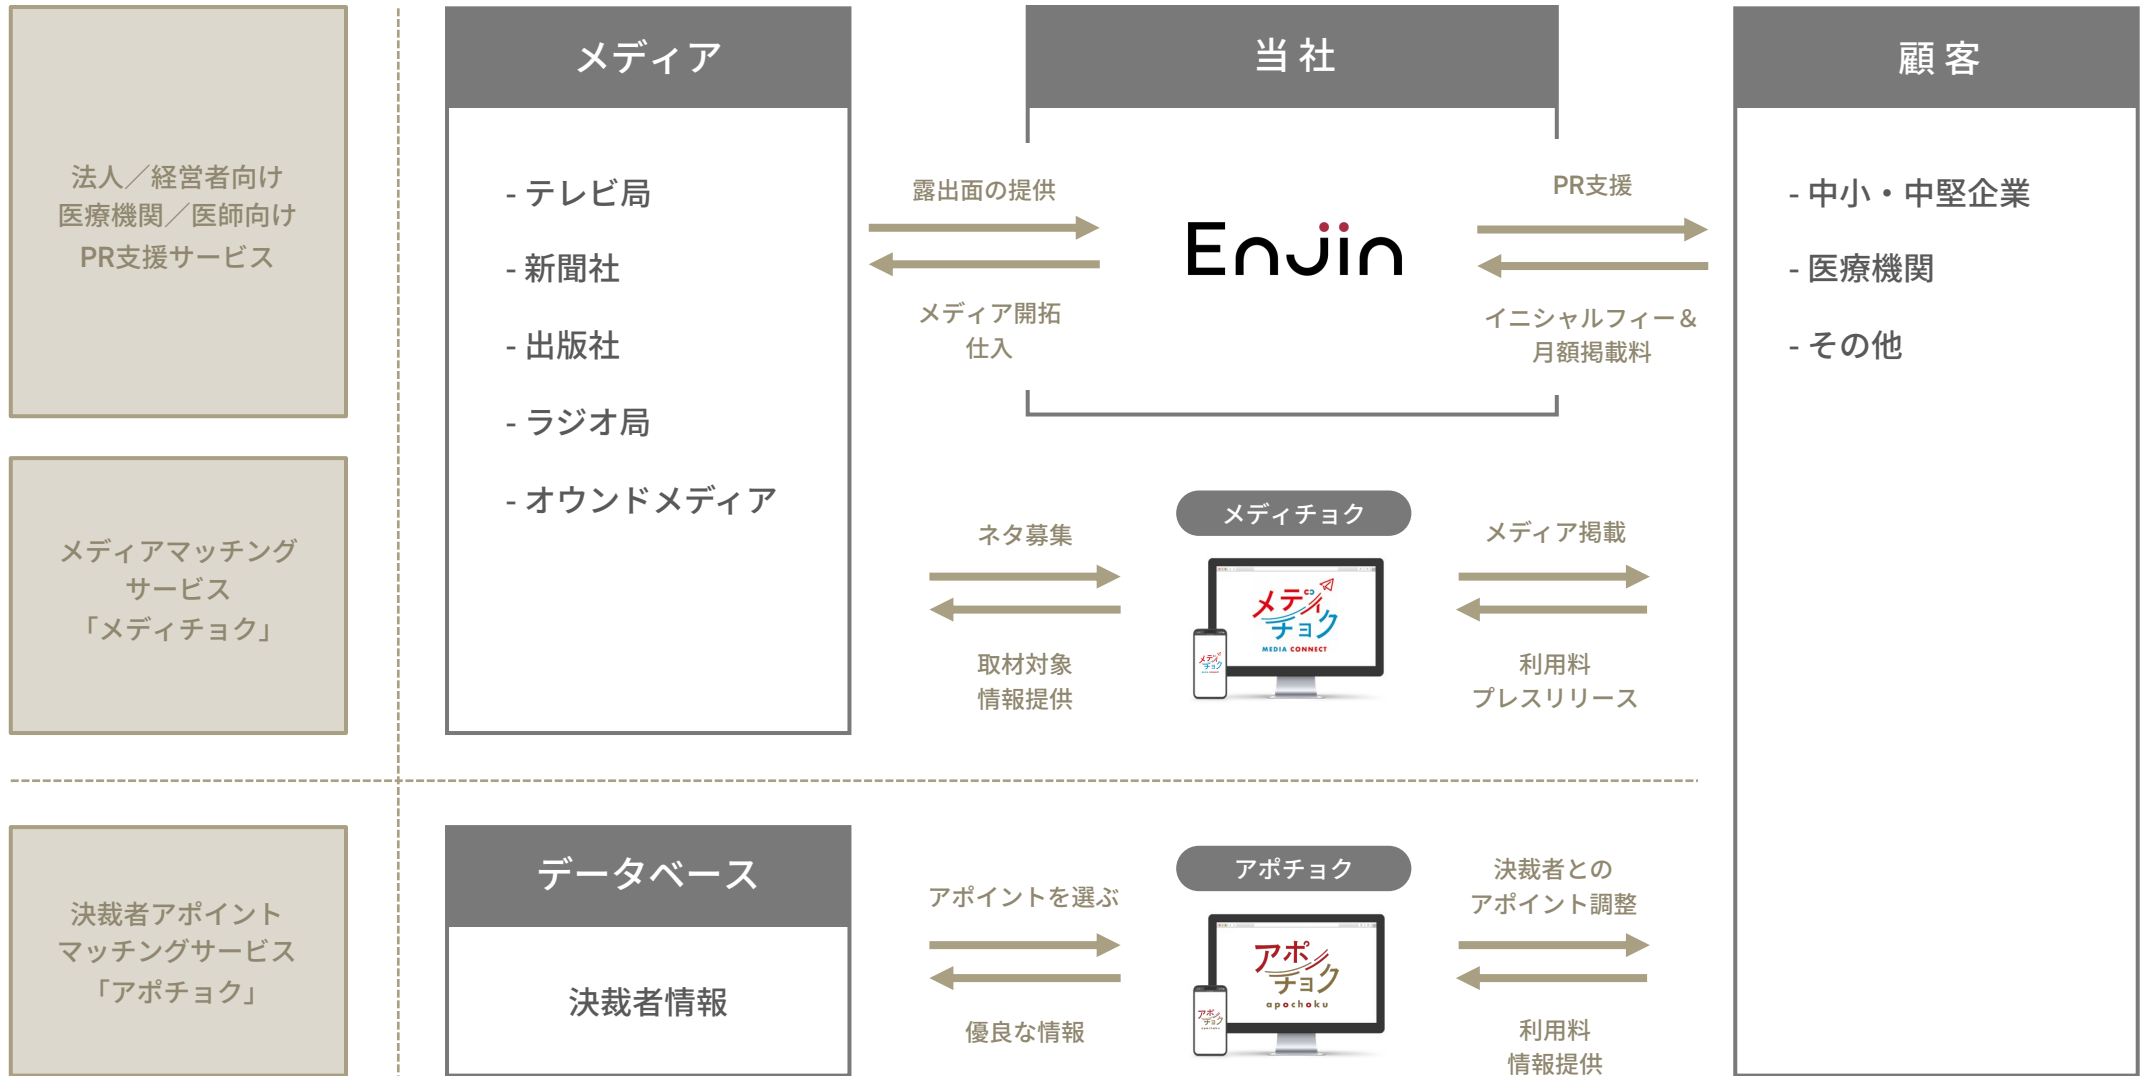 法人／経営者向け
医療機関／医師向け
PR支援サービス
メディア
- テレビ局
- 新聞社
- 出版社
- ラジオ局
- オウンドメディア
当社
露出面の提供
メディア開拓
仕入
Enjin
PR支援
イニシャルフィー＆
月額掲載料
顧客
- 中小・中堅企業
- 医療機関
- その他
メディアマッチング
サービス
「メディチョク」
ネタ募集
取材対象
情報提供
メディチョク
メディ
チョク
MEDIA CONNECT
メディ
チョク
メディア掲載
利用料
プレスリリース
決裁者アポイント
マッチングサービス
「アポチョク」
データベース
決裁者情報
アポイントを選ぶ
優良な情報
アポチョク
アポ
チョク
apochoku
アポ
チョク
決裁者との
アポイント調整
利用料
情報提供